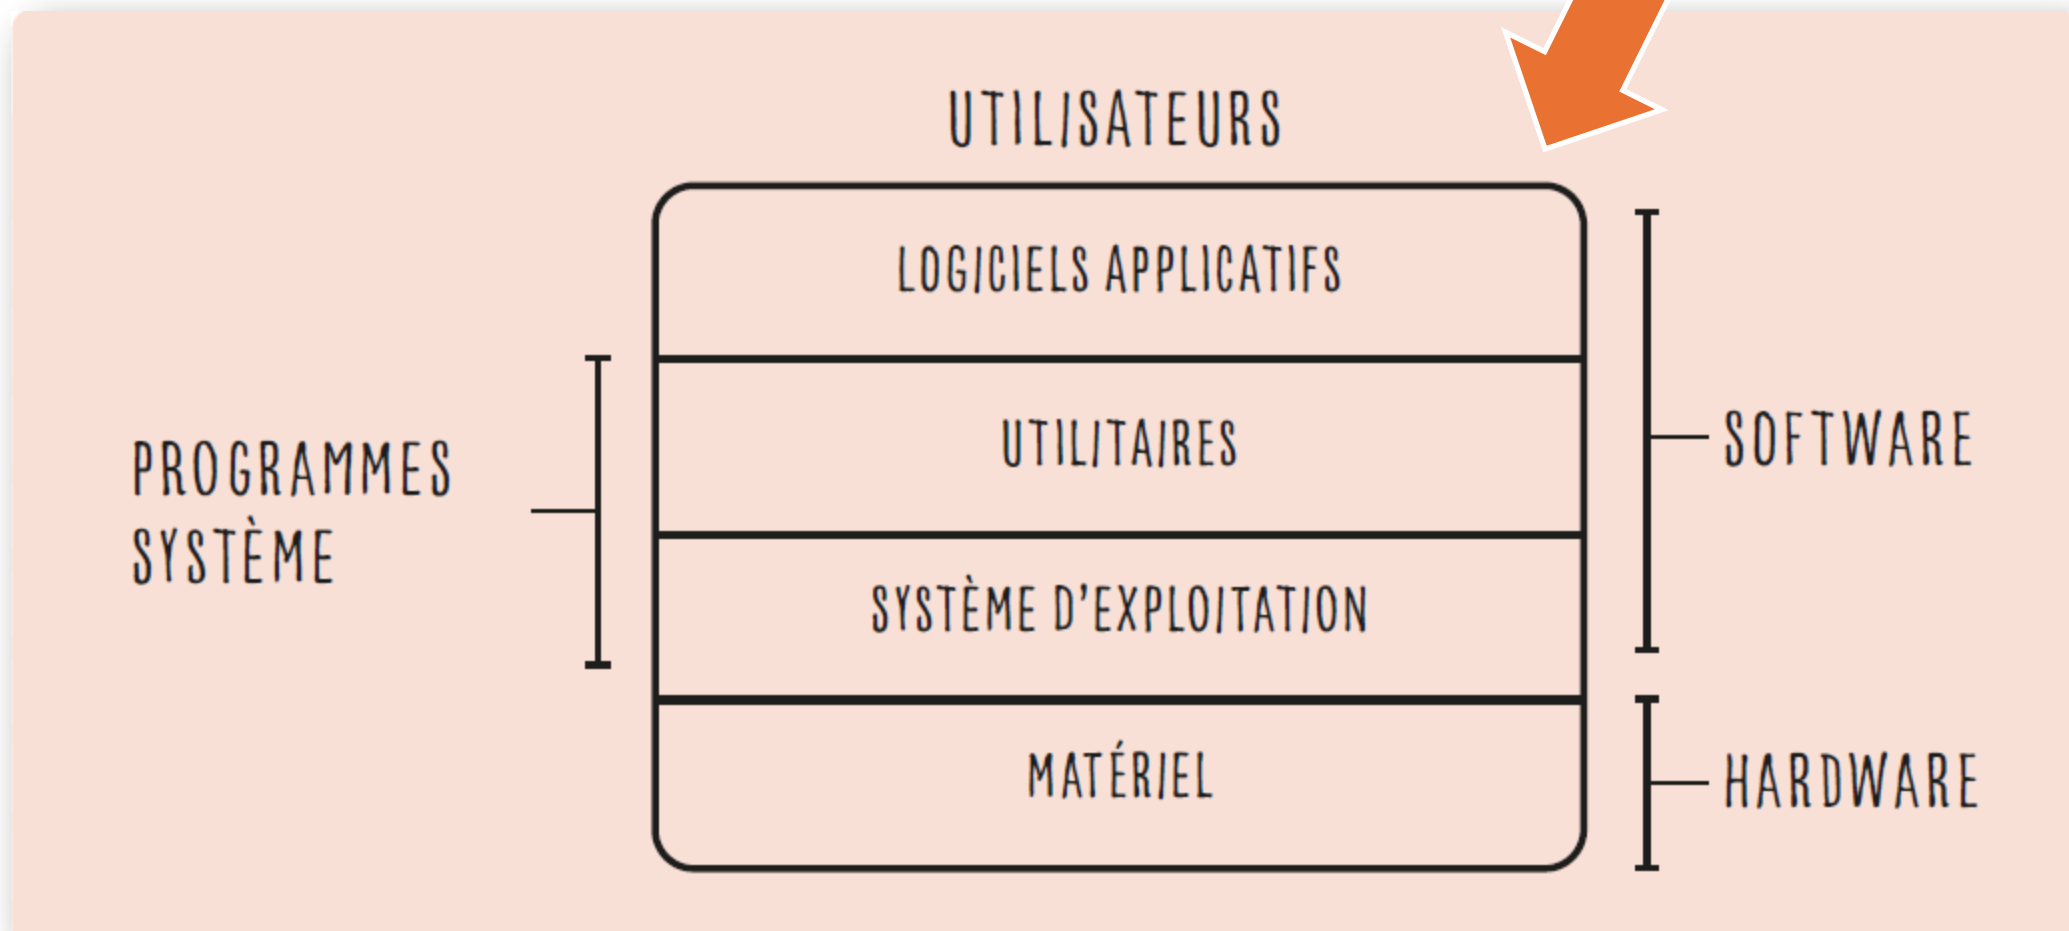 UTILISATEURS
LOGICIELS APPLICATIFS
UTILITAIRES
SYSTÈME D'EXPLOITATION
MATÉRIEL
PROGRAMMES
SYSTÈME
SOFTWARE
HARDWARE